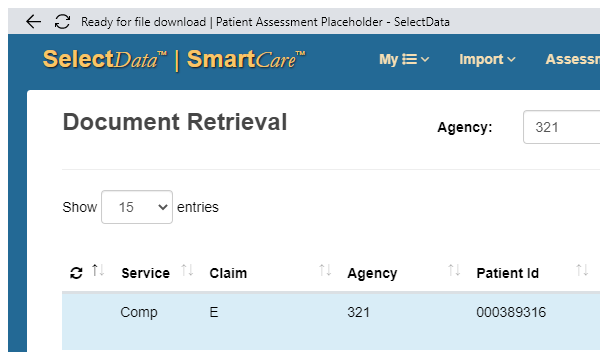 Ready for file download | Patient Assessment Placeholder - SelectData
SelectData™ | SmartCare™ My Import
Document Retrieval Agency: 321
Show 15 entries
Service Claim Agency Patient Id
Comp E 321 000389316